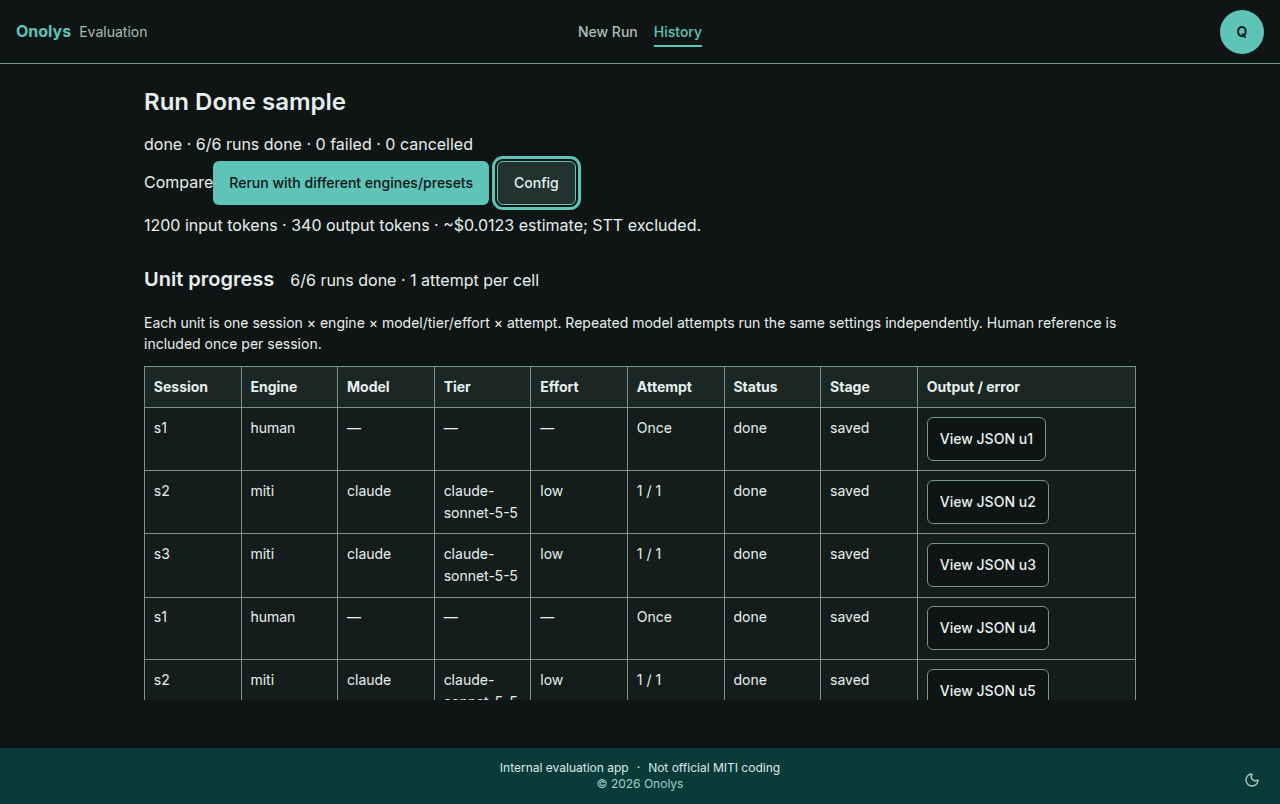 Onolys Evaluation
New Run History
Q
Run Done sample
done · 6/6 runs done · 0 failed · 0 cancelled
Compare Rerun with different engines/presets Config
1200 input tokens · 340 output tokens · ~$0.0123 estimate; STT excluded.
Unit progress 6/6 runs done · 1 attempt per cell
Each unit is one session × engine × model/tier/effort × attempt. Repeated model attempts run the same settings independently. Human reference is
included once per session.
Session Engine Model Tier Effort Attempt Status Stage Output / error
s1 human — — — Once done saved View JSON u1
s2 miti claude claude-sonnet-5-5 low 1 / 1 done saved View JSON u2
s3 miti claude claude-sonnet-5-5 low 1 / 1 done saved View JSON u3
s1 human — — — Once done saved View JSON u4
s2 miti claude claude-sonnet-5-5 low 1 / 1 done saved View JSON u5
Internal evaluation app · Not official MITI coding
© 2026 Onolys